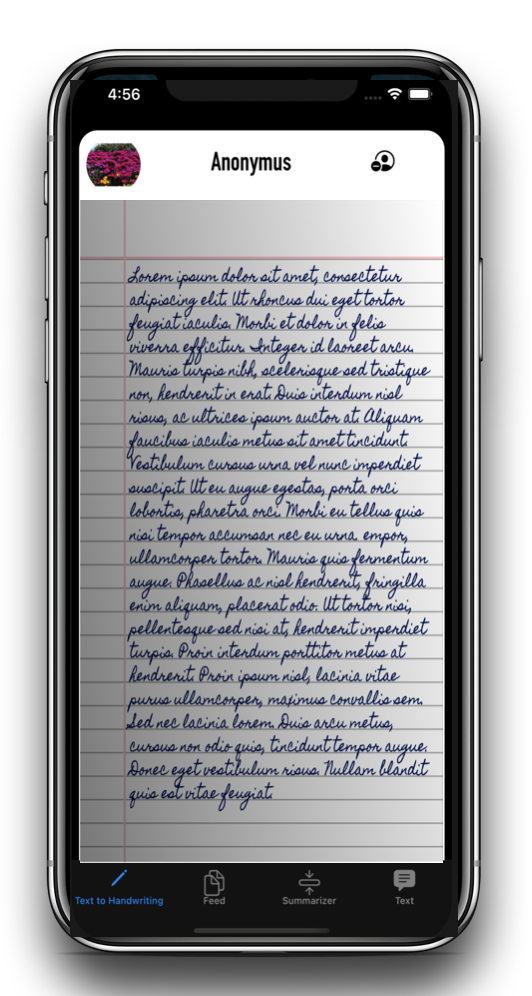 4:56
Anonymus
Lorem ipsum dolor sit amet, consectetur
adipiscing elit. Ut rhoncus dui eget tortor
feugiat iaculis. Morbi et dolor in felis
viverra efficitur. Integer id laoreet arcu.
Mauris turpis nibh, scelerisque sed tristique
non, hendrerit in erat. Duis interdum nisl
risus, ac ultrices ipsum auctor at. Aliquam
faucibus iaculis metus sit amet tincidunt.
Vestibulum cursus urna vel nunc imperdiet
suscipit. Ut eu augue egestas, porta orci
lobortis, pharetra orci. Morbi eu tellus quis
nisi tempor accumsan nec eu urna. empor,
ullamcorper tortor. Mauris quis fermentum
augue. Phasellus ac nisl hendrerit, fringilla
enim aliquam, placerat odio. Ut tortor nisi,
pellentesque sed nisi at, hendrerit imperdiet
turpis. Proin interdum porttitor metus at
hendrerit. Proin ipsum nisl, lacinia vitae
purus ullamcorper, maximus convallis sem.
Sed nec lacinia lorem. Duis arcu metus,
cursus non odio quis, tincidunt tempor augue.
Donec eget vestibulum risus. Nullam blandit
quis est vitae feugiat.
Text to Handwriting
Feed
Summarizer
Text